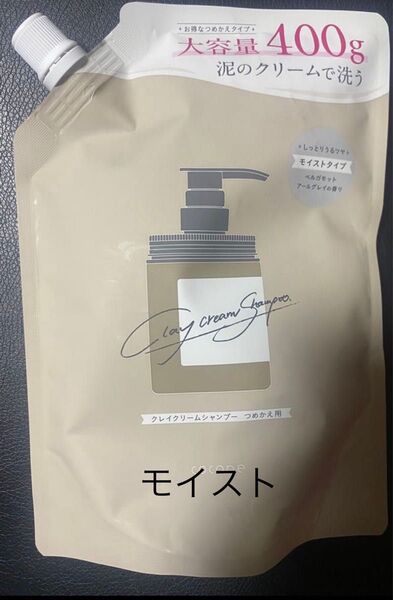 お得なつめかえタイプ
大容量 400g
泥のクリームで洗う
しっとりうるツヤ
モイストタイプ
ベルガモット
アールグレイの香り
Clay cream Shampoo.
クレイクリームシャンプー つめかえ用
モイスト